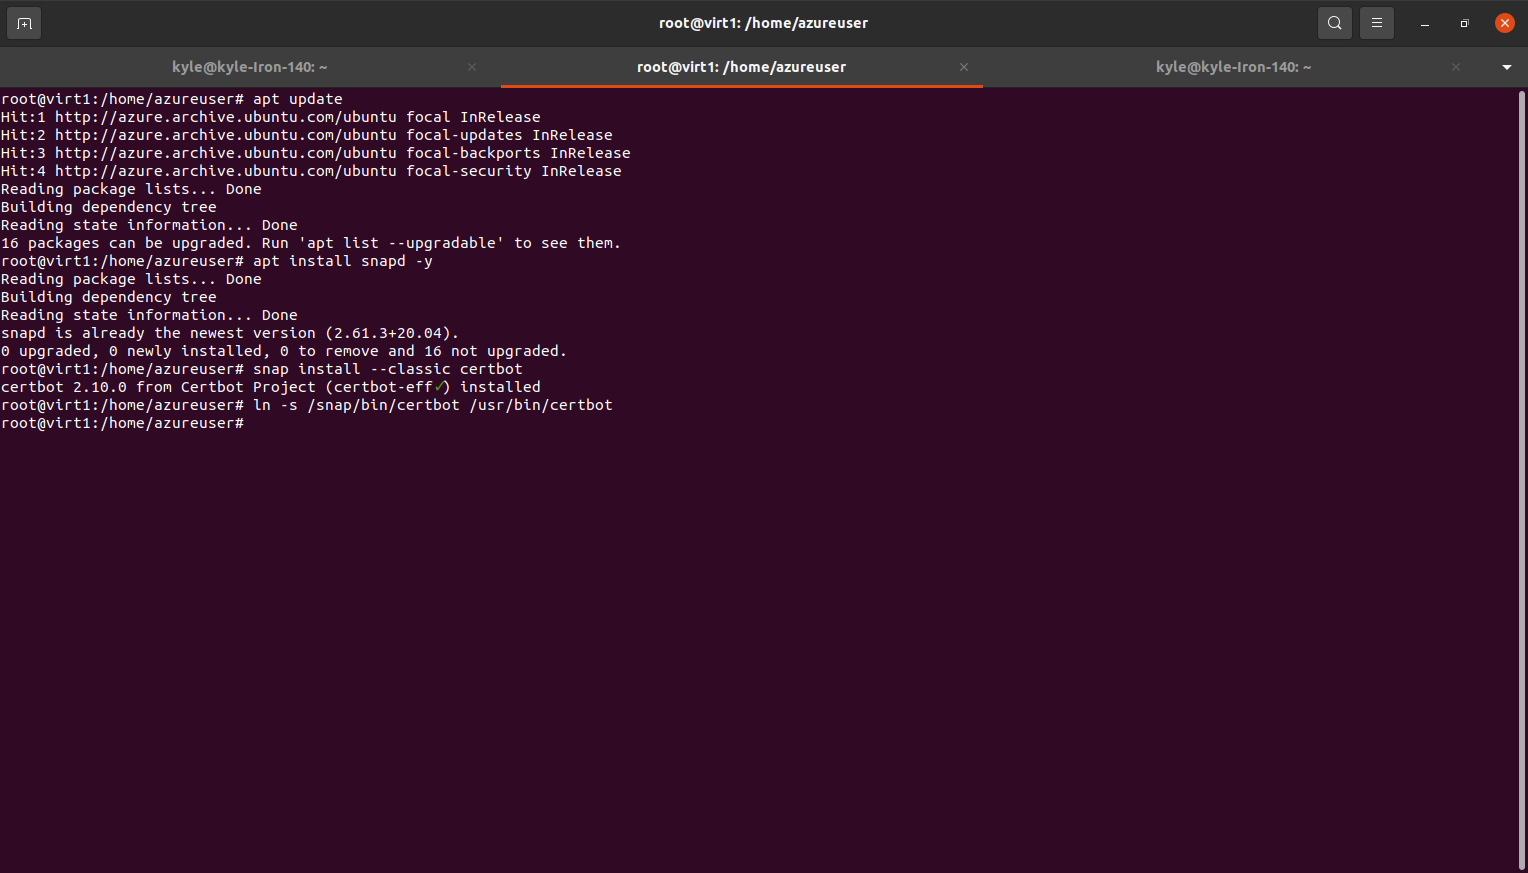 root@virt1: /home/azureuser
kyle@kyle-Iron-140: ~
root@virt1: /home/azureuser
kyle@kyle-Iron-140: ~
root@virt1:/home/azureuser# apt update
Hit:1 http://azure.archive.ubuntu.com/ubuntu focal InRelease
Hit:2 http://azure.archive.ubuntu.com/ubuntu focal-updates InRelease
Hit:3 http://azure.archive.ubuntu.com/ubuntu focal-backports InRelease
Hit:4 http://azure.archive.ubuntu.com/ubuntu focal-security InRelease
Reading package lists... Done
Building dependency tree
Reading state information... Done
16 packages can be upgraded. Run 'apt list --upgradable' to see them.
root@virt1:/home/azureuser# apt install snapd -y
Reading package lists... Done
Building dependency tree
Reading state information... Done
snapd is already the newest version (2.61.3+20.04).
0 upgraded, 0 newly installed, 0 to remove and 16 not upgraded.
root@virt1:/home/azureuser# snap install --classic certbot
certbot 2.10.0 from Certbot Project (certbot-eff✓) installed
root@virt1:/home/azureuser# ln -s /snap/bin/certbot /usr/bin/certbot
root@virt1:/home/azureuser#